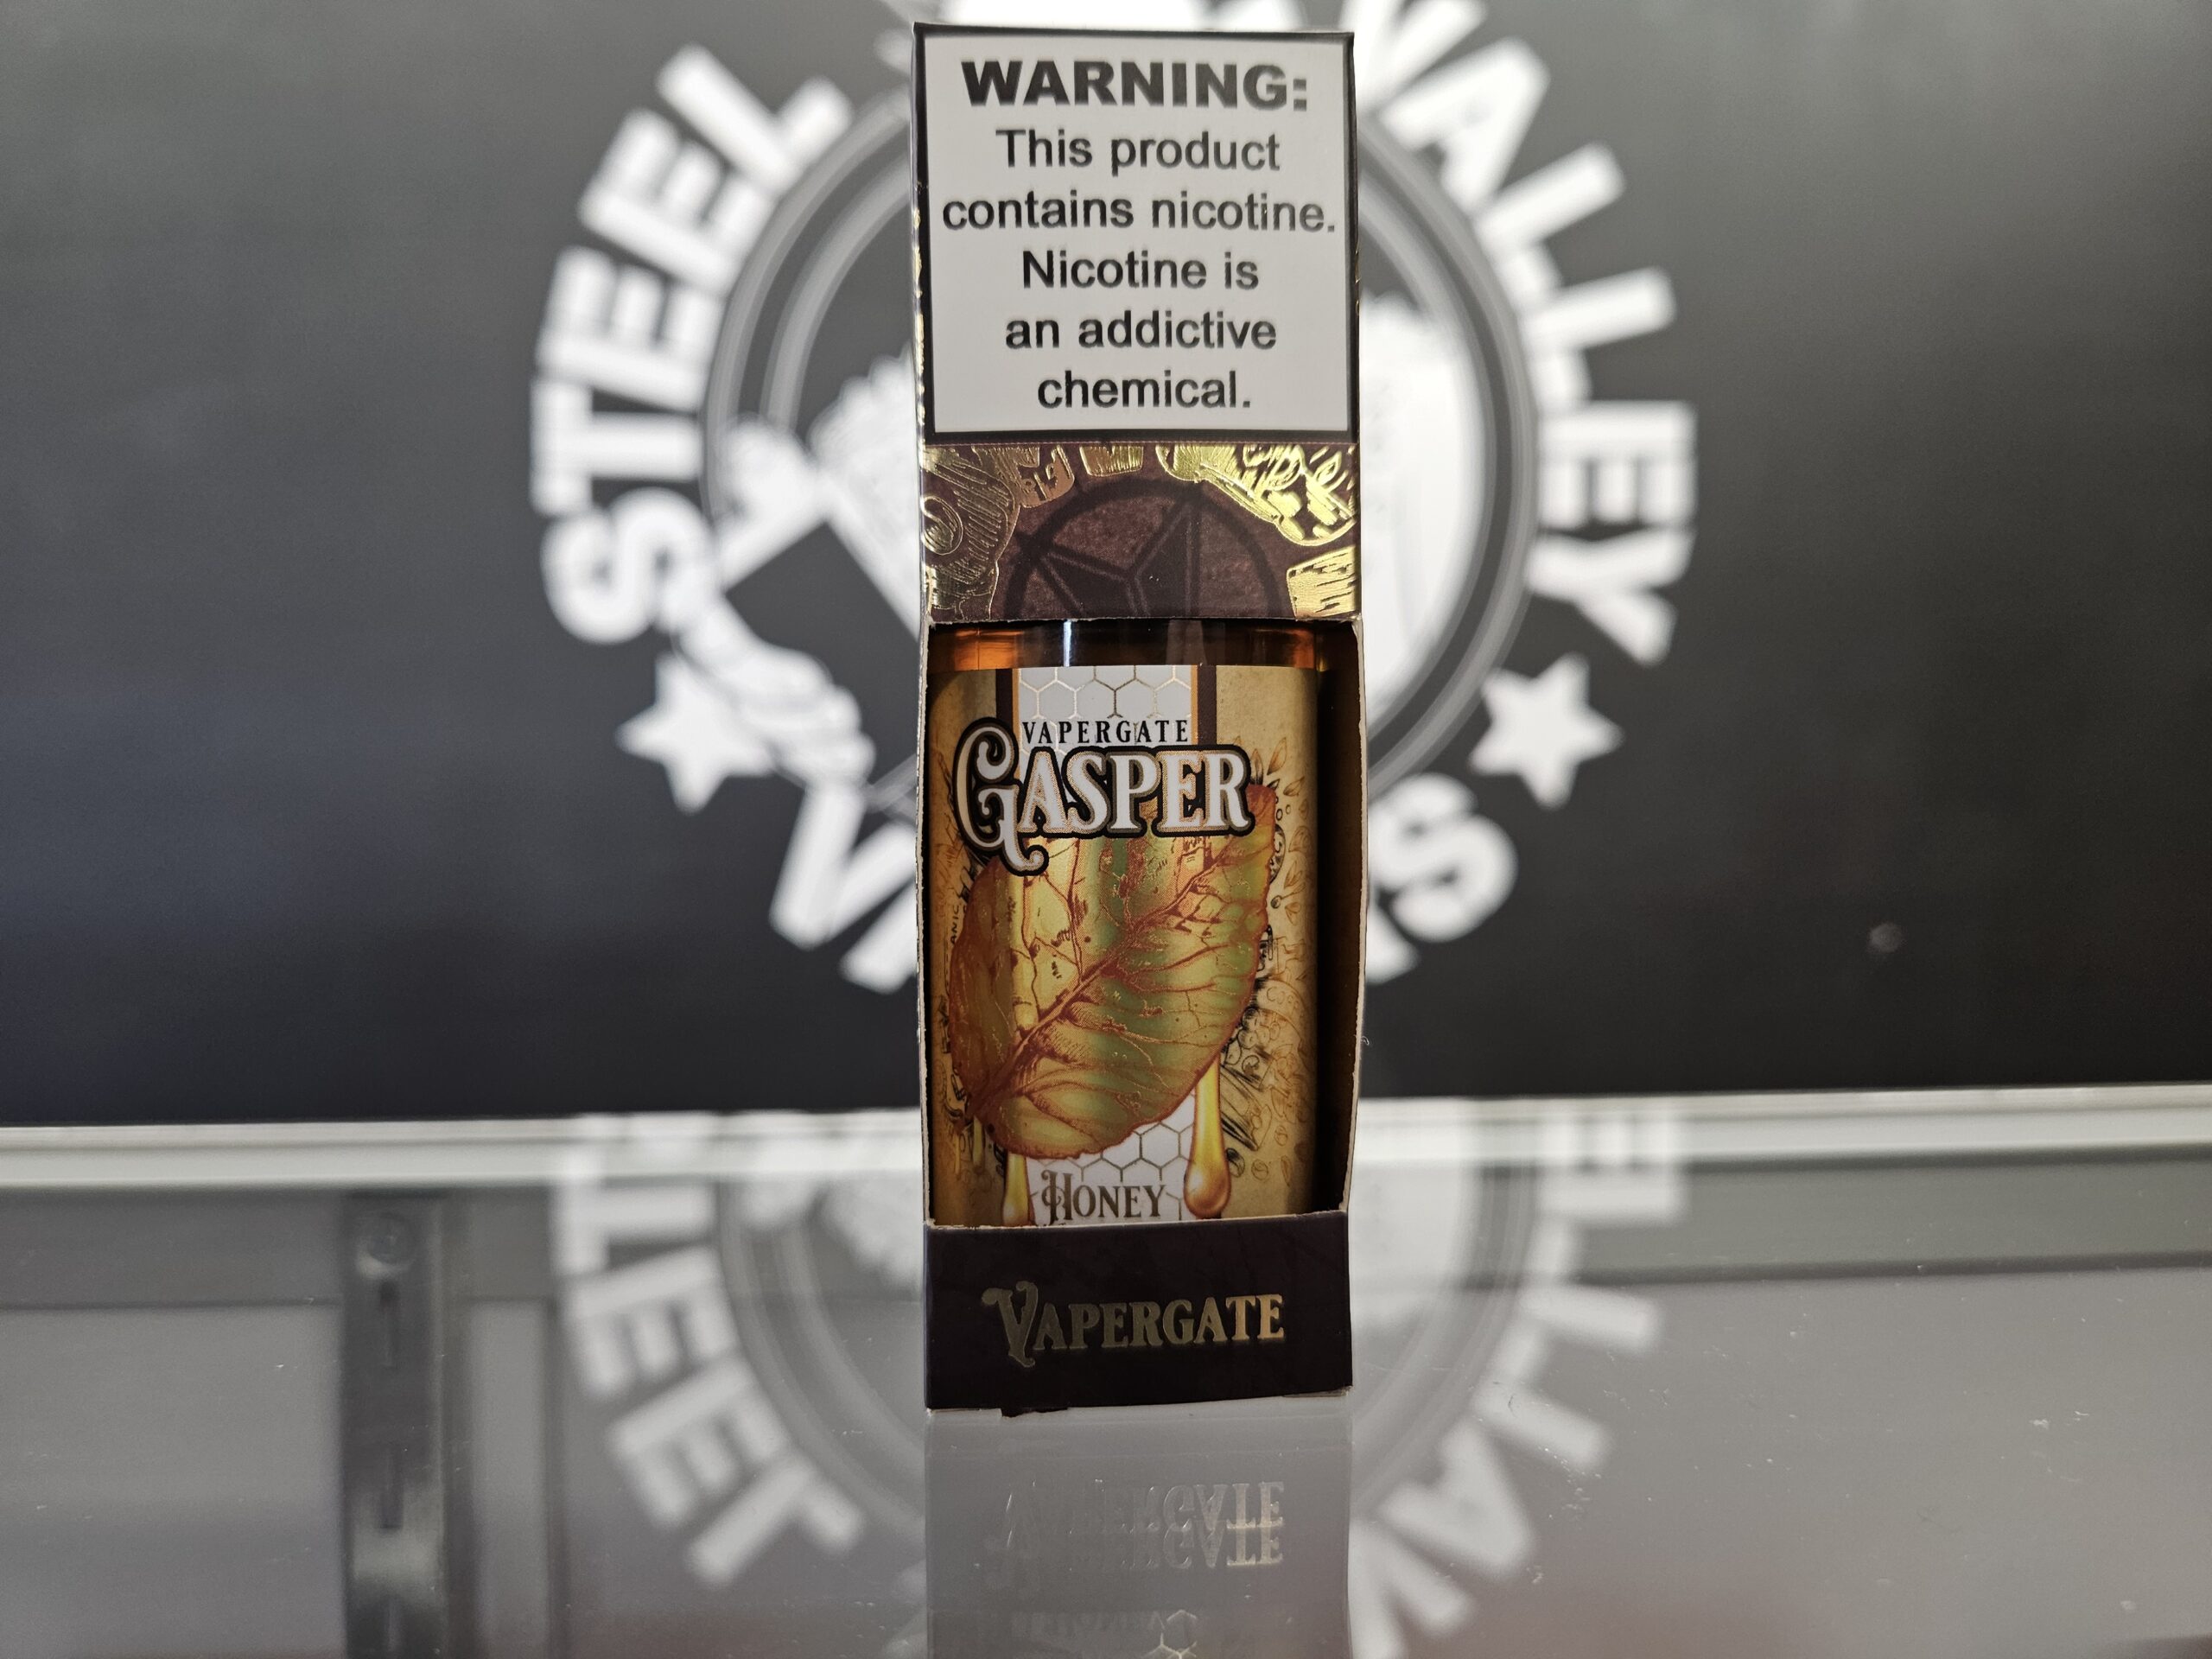 WARNING:
This product
contains nicotine.
Nicotine is
an addictive
chemical.
VAPERGATE
GASPER
HONEY
VAPERGATE
STEEL VALLEY